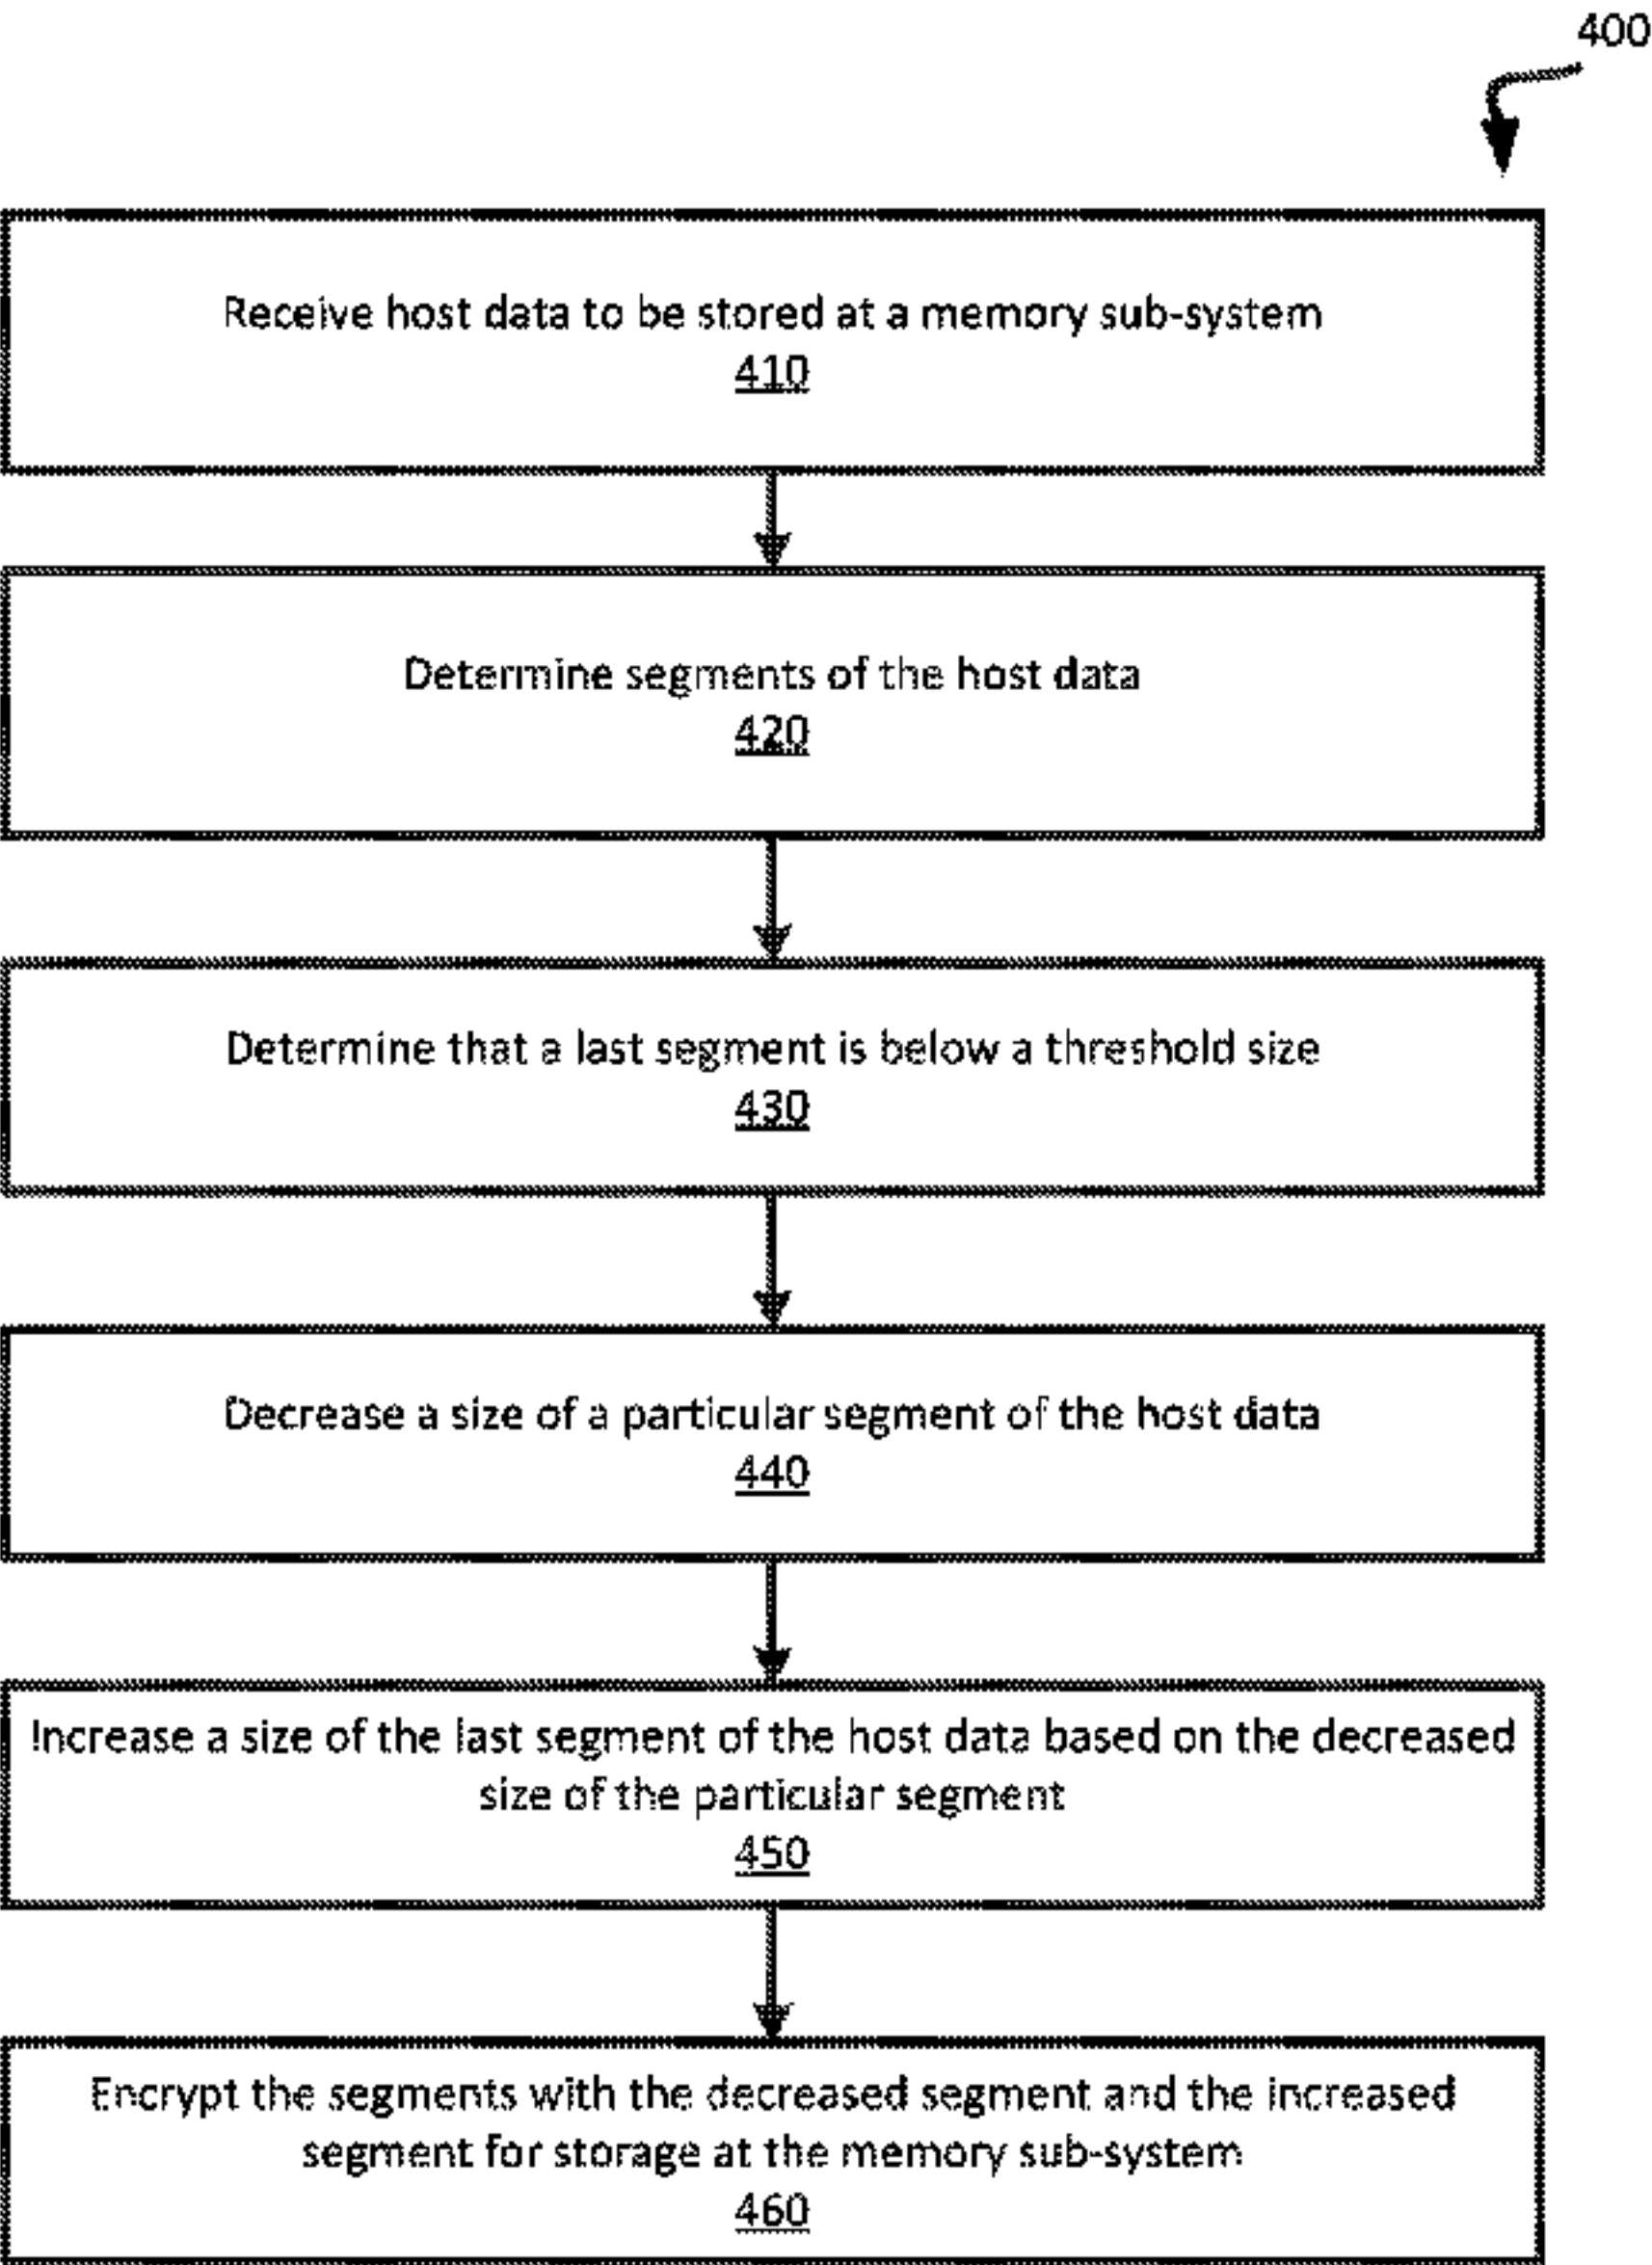 400
Receive host data to be stored at a memory sub-system
410
Determine segments of the host data
420
Determine that a last segment is below a threshold size
430
Decrease a size of a particular segment of the host data
440
Increase a size of the last segment of the host data based on the decreased
size of the particular segment
450
Encrypt the segments with the decreased segment and the increased
segment for storage at the memory sub-system
460